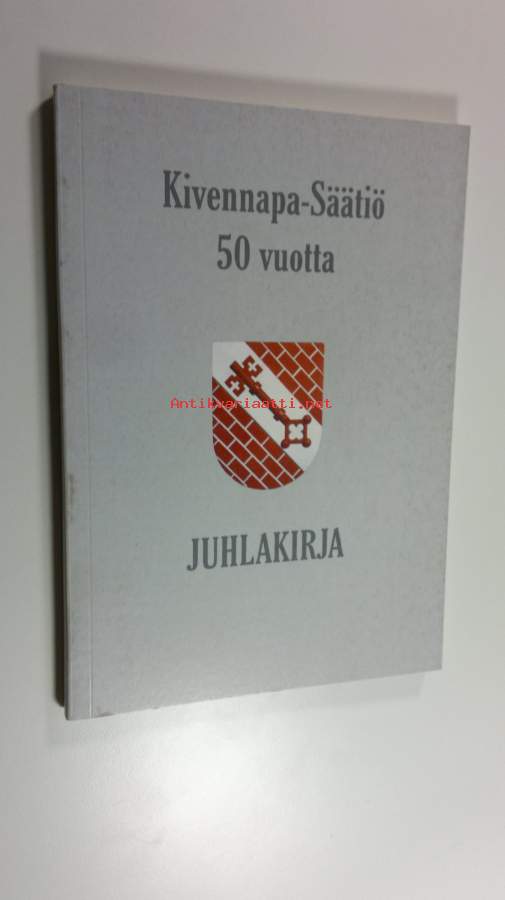 Kivennapa-Säätiö
50 vuotta
Antikvariaatti.net
JUHLAKIRJA